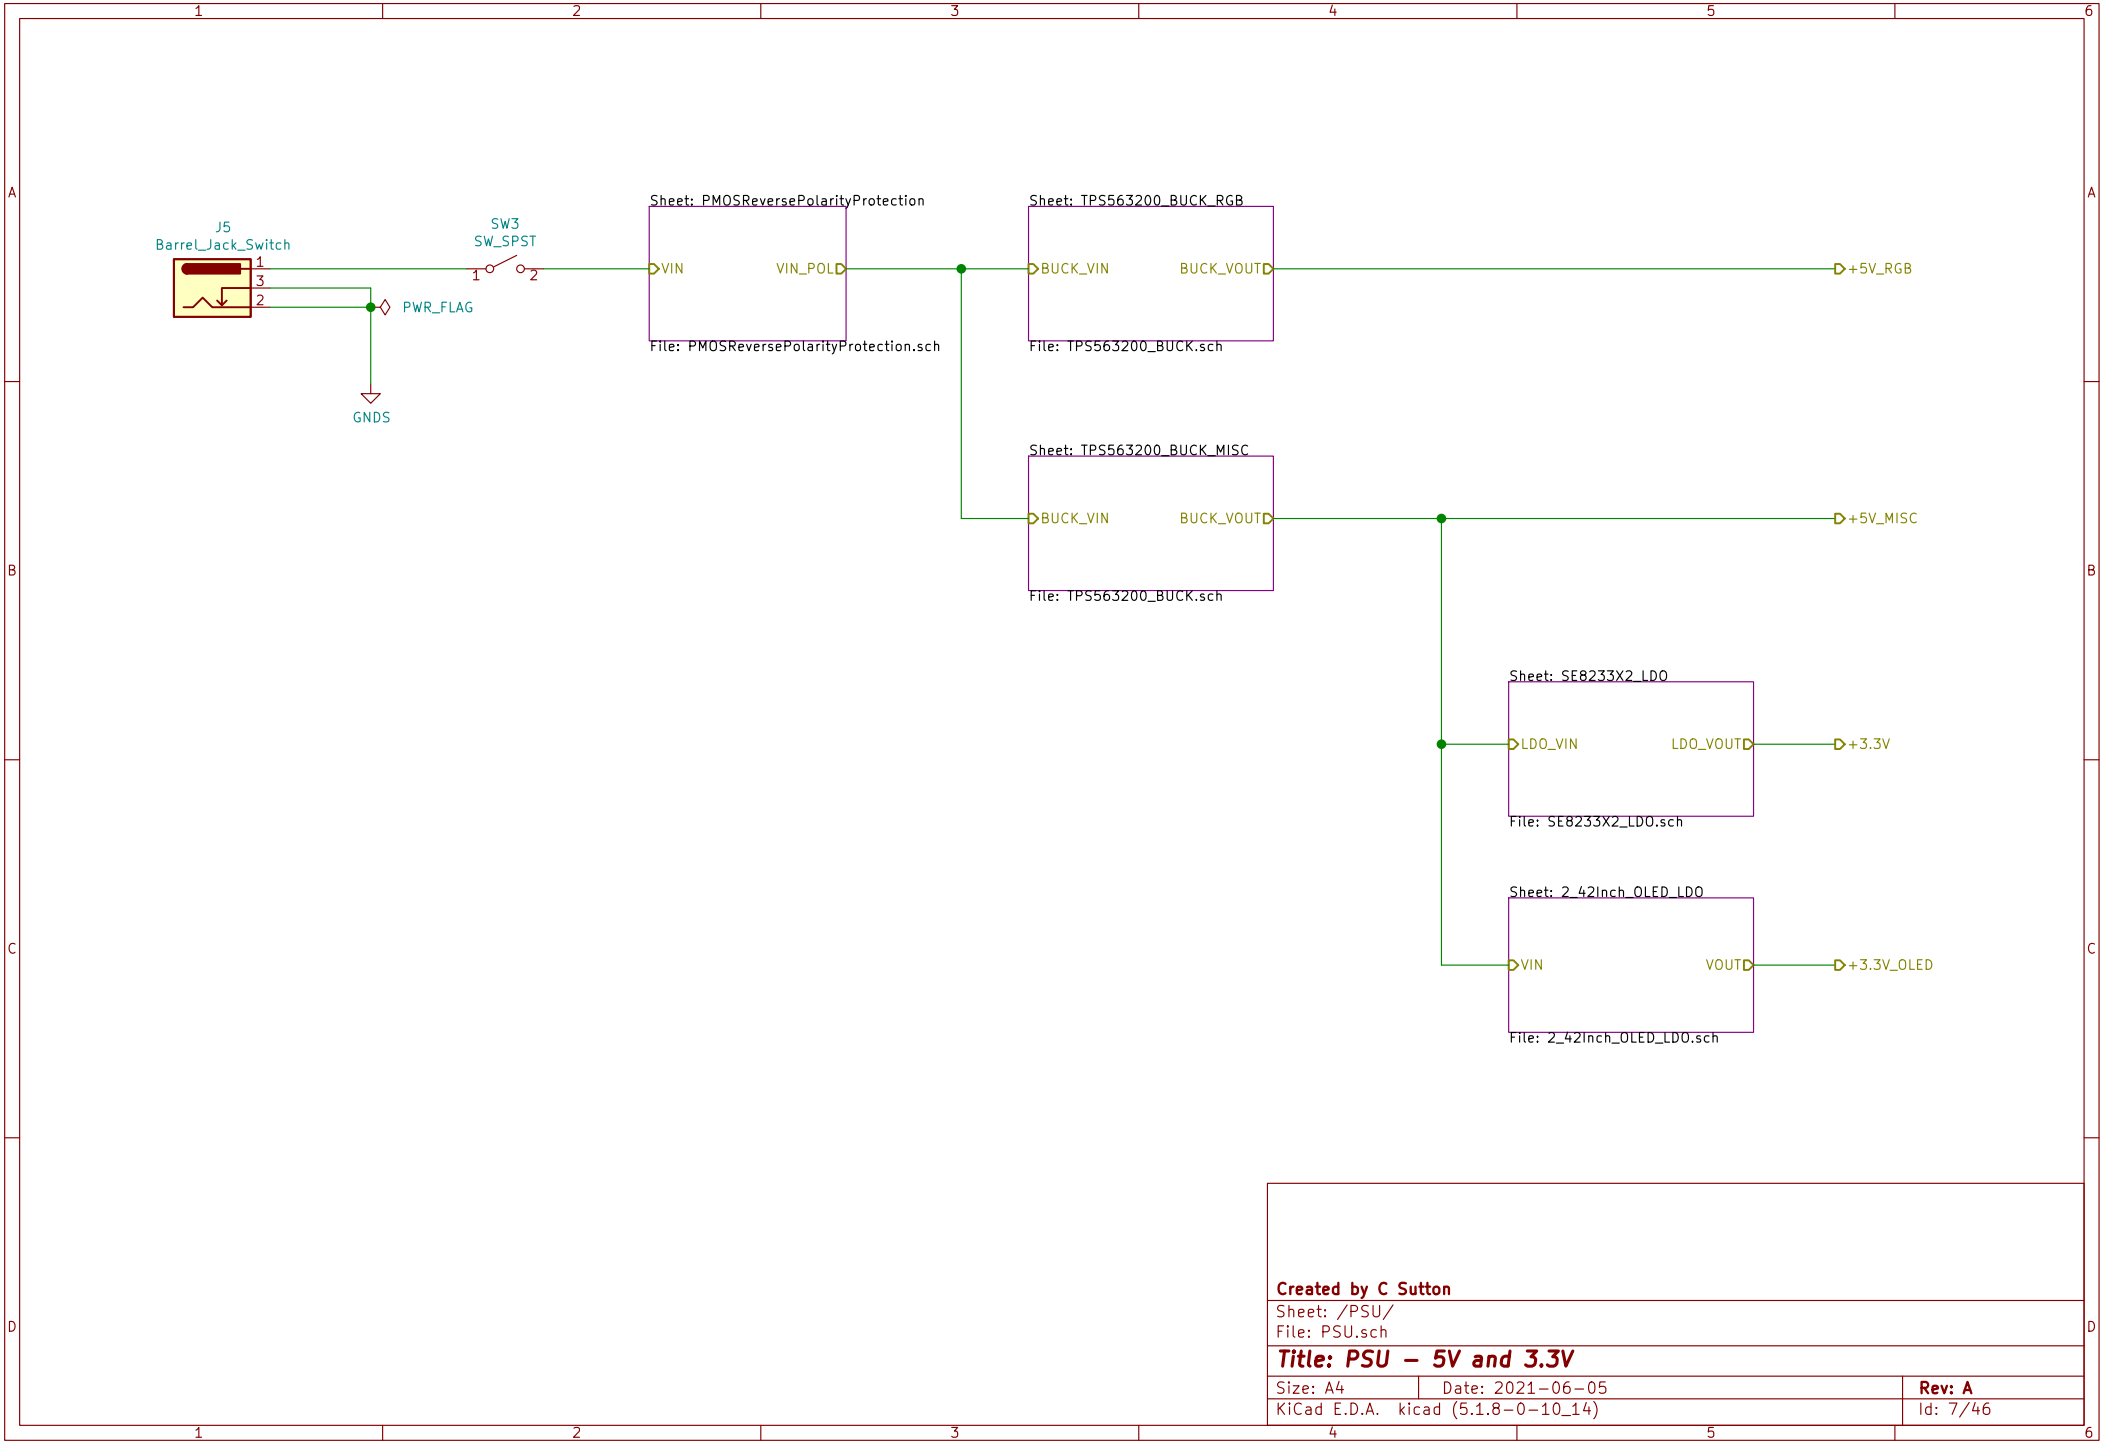 1 2 3 4 5 6
A A
Sheet: PMOSReversePolarityProtection
Sheet: TPS563200_BUCK_RGB
J5
Barrel_Jack_Switch
SW3
SW_SPST
1
3
2
1 2
VIN VIN_POL
BUCK_VIN BUCK_VOUT
+5V_RGB
PWR_FLAG
File: PMOSReversePolarityProtection.sch
File: TPS563200_BUCK.sch
GNDS
Sheet: TPS563200_BUCK_MISC
BUCK_VIN BUCK_VOUT
+5V_MISC
B B
File: TPS563200_BUCK.sch
Sheet: SE8233X2_LDO
LDO_VIN LDO_VOUT
+3.3V
File: SE8233X2_LDO.sch
Sheet: 2_42Inch_OLED_LDO
C C
VIN VOUT
+3.3V_OLED
File: 2_42Inch_OLED_LDO.sch
Created by C Sutton
Sheet: /PSU/
D D
File: PSU.sch
Title: PSU - 5V and 3.3V
Size: A4 Date: 2021-06-05 Rev: A
KiCad E.D.A. kicad (5.1.8-0-10_14) Id: 7/46
1 2 3 4 5 6